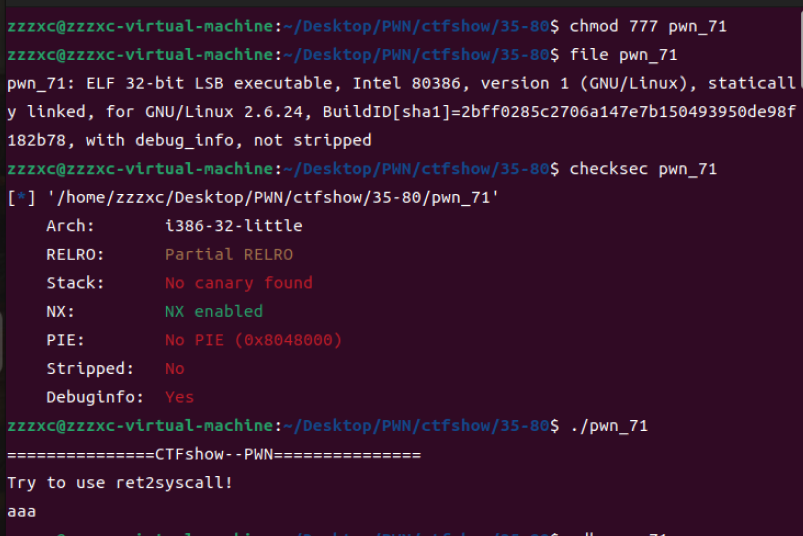 zzzxc@zzzxc-virtual-machine:~/Desktop/PWN/ctfshow/35-80$ chmod 777 pwn_71
zzzxc@zzzxc-virtual-machine:~/Desktop/PWN/ctfshow/35-80$ file pwn_71
pwn_71: ELF 32-bit LSB executable, Intel 80386, version 1 (GNU/Linux), staticall
y linked, for GNU/Linux 2.6.24, BuildID[sha1]=2bff0285c2706a147e7b150493950de98f
182b78, with debug_info, not stripped
zzzxc@zzzxc-virtual-machine:~/Desktop/PWN/ctfshow/35-80$ checksec pwn_71
[*] '/home/zzzxc/Desktop/PWN/ctfshow/35-80/pwn_71'
    Arch:       i386-32-little
    RELRO:      Partial RELRO
    Stack:      No canary found
    NX:         NX enabled
    PIE:        No PIE (0x8048000)
    Stripped:   No
    Debuginfo:  Yes
zzzxc@zzzxc-virtual-machine:~/Desktop/PWN/ctfshow/35-80$ ./pwn_71
===============CTFshow--PWN===============
Try to use ret2syscall!
aaa